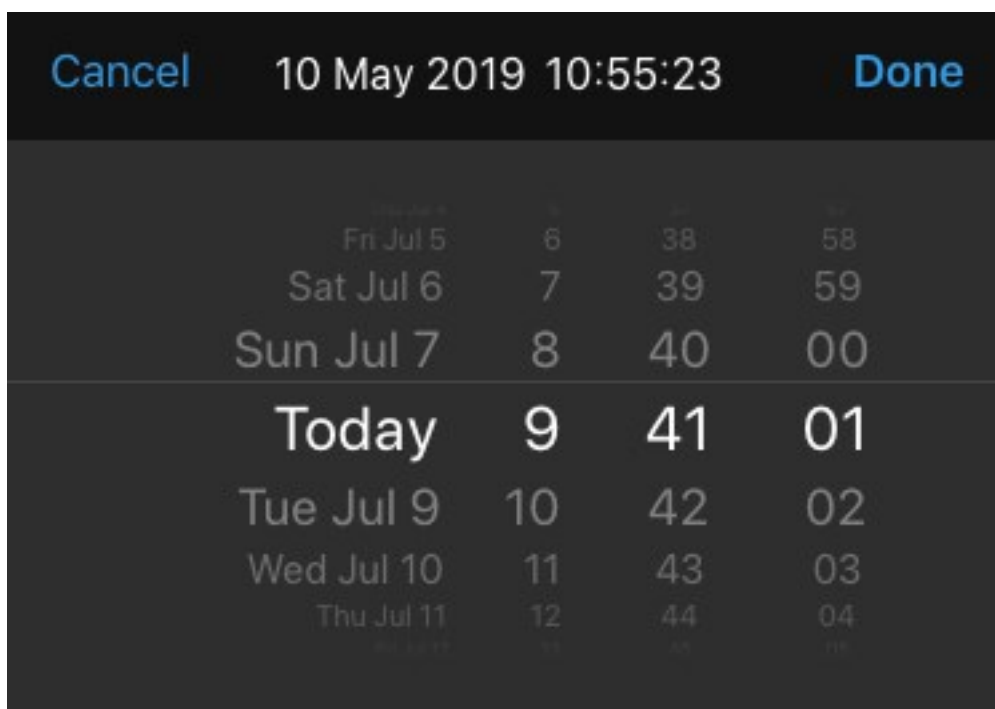 Cancel 10 May 2019 10:55:23 Done
Fri Jul 5 6 38 58
Sat Jul 6 7 39 59
Sun Jul 7 8 40 00
Today 9 41 01
Tue Jul 9 10 42 02
Wed Jul 10 11 43 03
Thu Jul 11 12 44 04